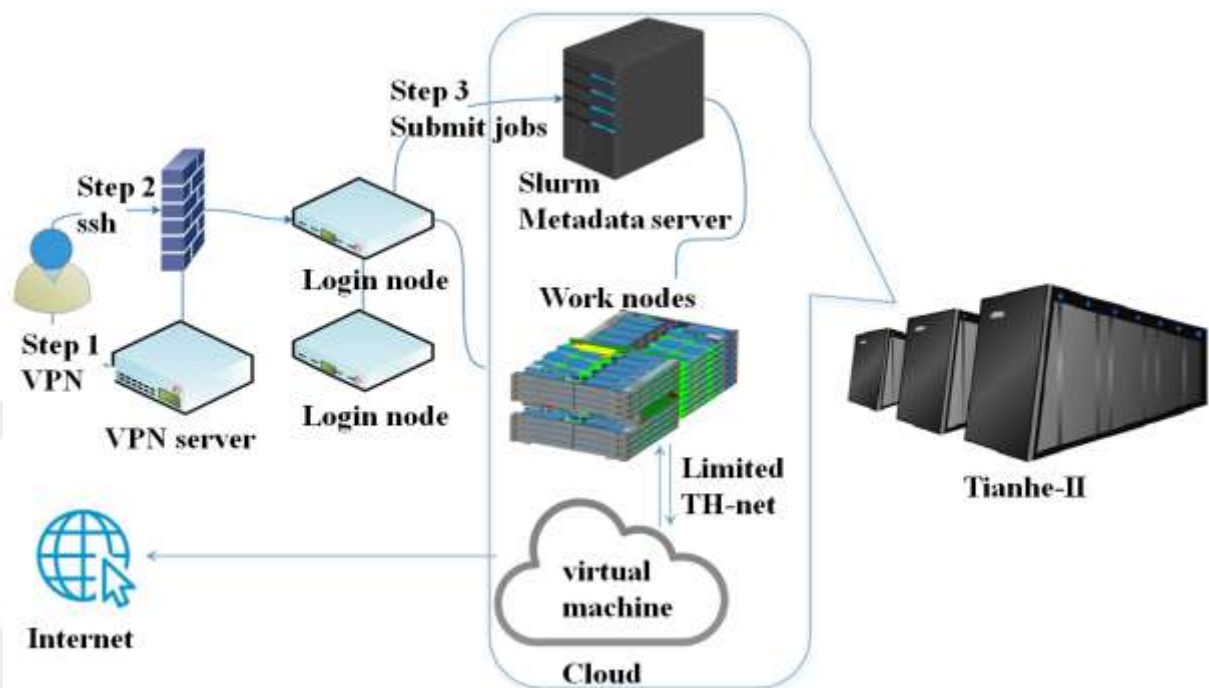 Step 3
Submit jobs
Step 2
ssh
Slurm
Metadata server
Login node
Work nodes
Step 1
VPN
Login node
VPN server
Limited
TH-net
Tianhe-II
virtual
machine
Internet
Cloud